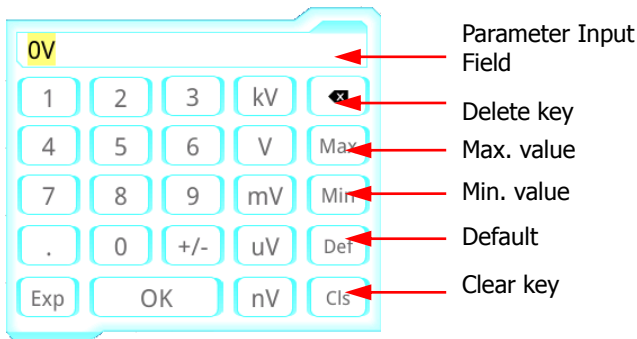 0V
Parameter Input
Field
1 2 3 kV
Delete key
4 5 6 V Max
Max. value
7 8 9 mV Min
Min. value
. 0 +/- uV Def
Default
Exp OK nV Cls
Clear key